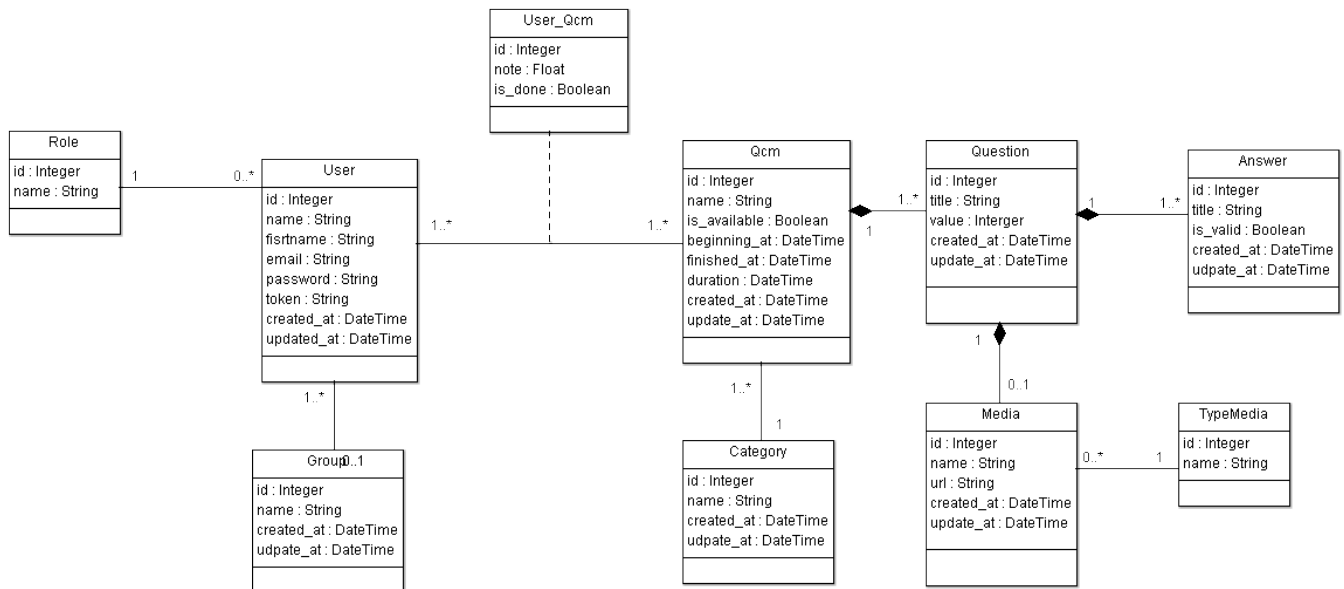 User_Qcm
id : Integer
note : Float
is_done : Boolean
Role
id : Integer
name : String
1
0..*
User
id : Integer
name : String
fisrtname : String
email : String
password : String
token : String
created_at : DateTime
updated_at : DateTime
1..*
1..*
Qcm
id : Integer
name : String
is_available : Boolean
beginning_at : DateTime
finished_at : DateTime
duration : DateTime
created_at : DateTime
update_at : DateTime
1
1..*
Question
id : Integer
title : String
value : Interger
created_at : DateTime
update_at : DateTime
1
1..*
Answer
id : Integer
title : String
is_valid : Boolean
created_at : DateTime
udpate_at : DateTime
1..*
0..1
Group
id : Integer
name : String
created_at : DateTime
udpate_at : DateTime
1..*
1
Category
id : Integer
name : String
created_at : DateTime
udpate_at : DateTime
1
0..1
Media
id : Integer
name : String
url : String
created_at : DateTime
update_at : DateTime
0..*
1
TypeMedia
id : Integer
name : String